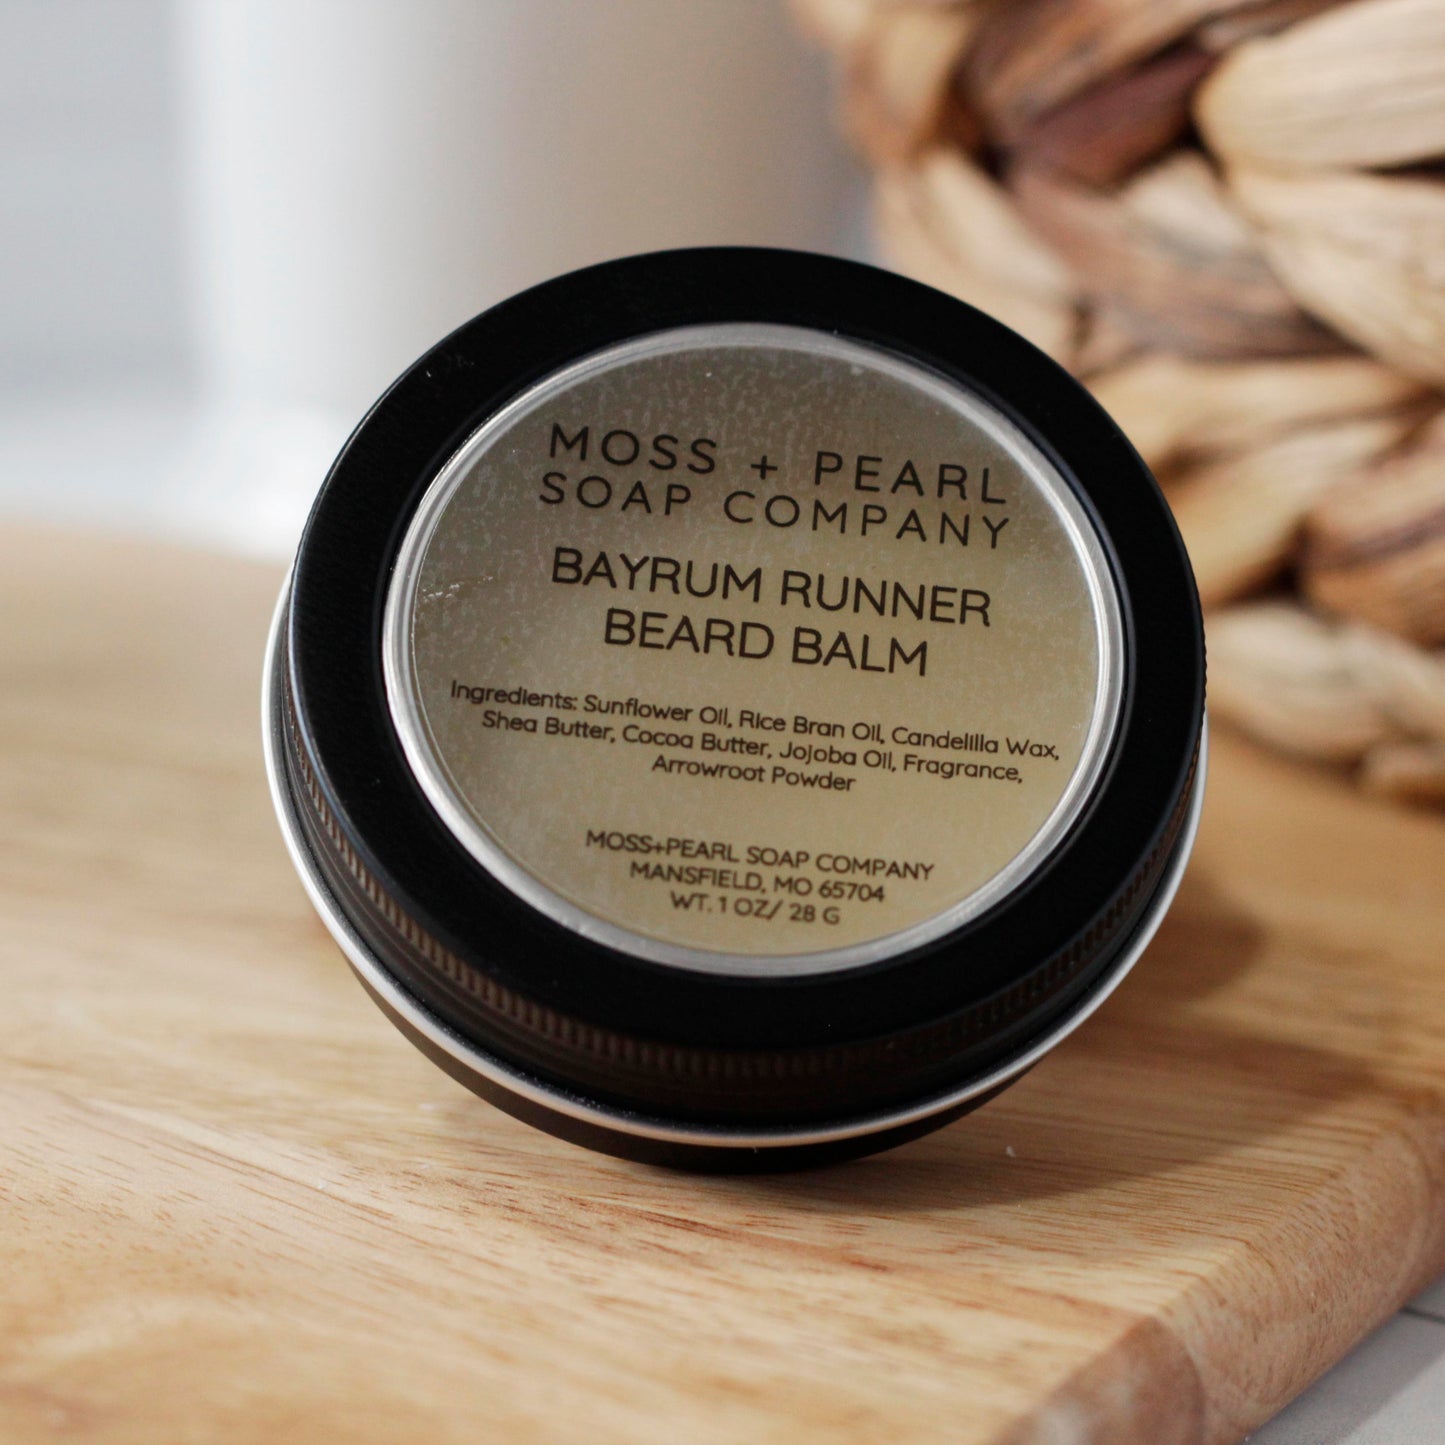 MOSS + PEARL
SOAP COMPANY
BAYRUM RUNNER
BEARD BALM
Ingredients: Sunflower Oil, Rice Bran Oil, Candelilla Wax,
Shea Butter, Cocoa Butter, Jojoba Oil, Fragrance,
Arrowroot Powder
MOSS+PEARL SOAP COMPANY
MANSFIELD, MO 65704
WT. 1 OZ/ 28 G